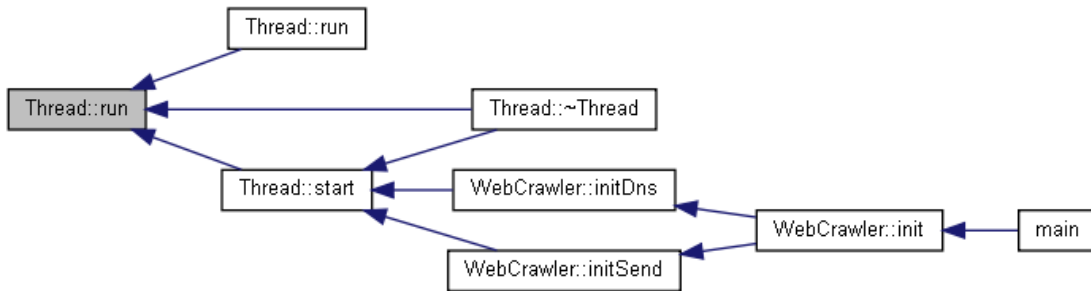 Thread::run
Thread::run
Thread::~Thread
Thread::start
WebCrawler::initDns
WebCrawler::init
main
WebCrawler::initSend